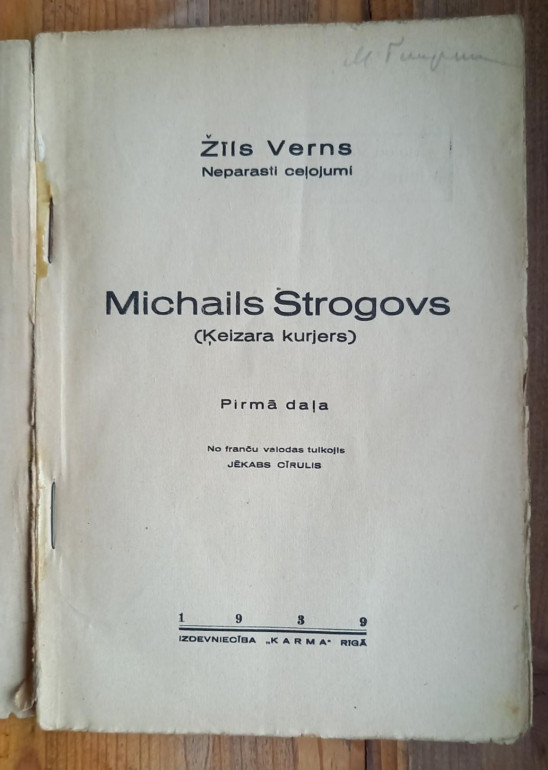 Žīls Verns
Neparasti ceļojumi
Michails Strogovs
(Ķeizara kurjers)
Pirmā daļa
No franču valodas tulkojis
JĒKABS CĪRULIS
1 9 3 9
IZDEVNIECĪBA „KARMA“ RĪGĀ